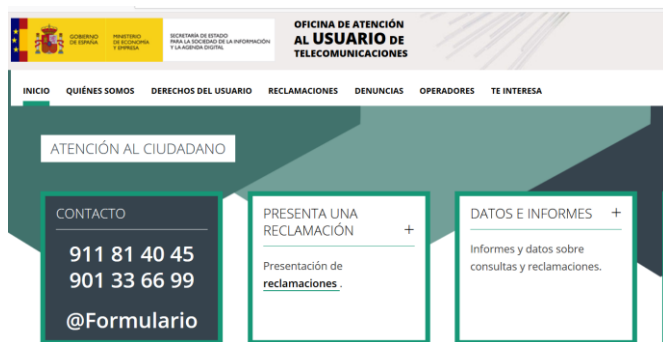 GOBIERNO
DE ESPAÑA
MINISTERIO
DE ECONOMÍA
Y EMPRESA
SECRETARÍA DE ESTADO
PARA LA SOCIEDAD DE LA INFORMACIÓN
Y LA AGENDA DIGITAL
OFICINA DE ATENCIÓN
AL USUARIO DE
TELECOMUNICACIONES
INICIO QUIÉNES SOMOS DERECHOS DEL USUARIO RECLAMACIONES DENUNCIAS OPERADORES TE INTERESA
ATENCIÓN AL CIUDADANO
CONTACTO
911 81 40 45
901 33 66 99
@Formulario
PRESENTA UNA
RECLAMACIÓN +
Presentación de
reclamaciones .
DATOS E INFORMES +
Informes y datos sobre
consultas y reclamaciones.